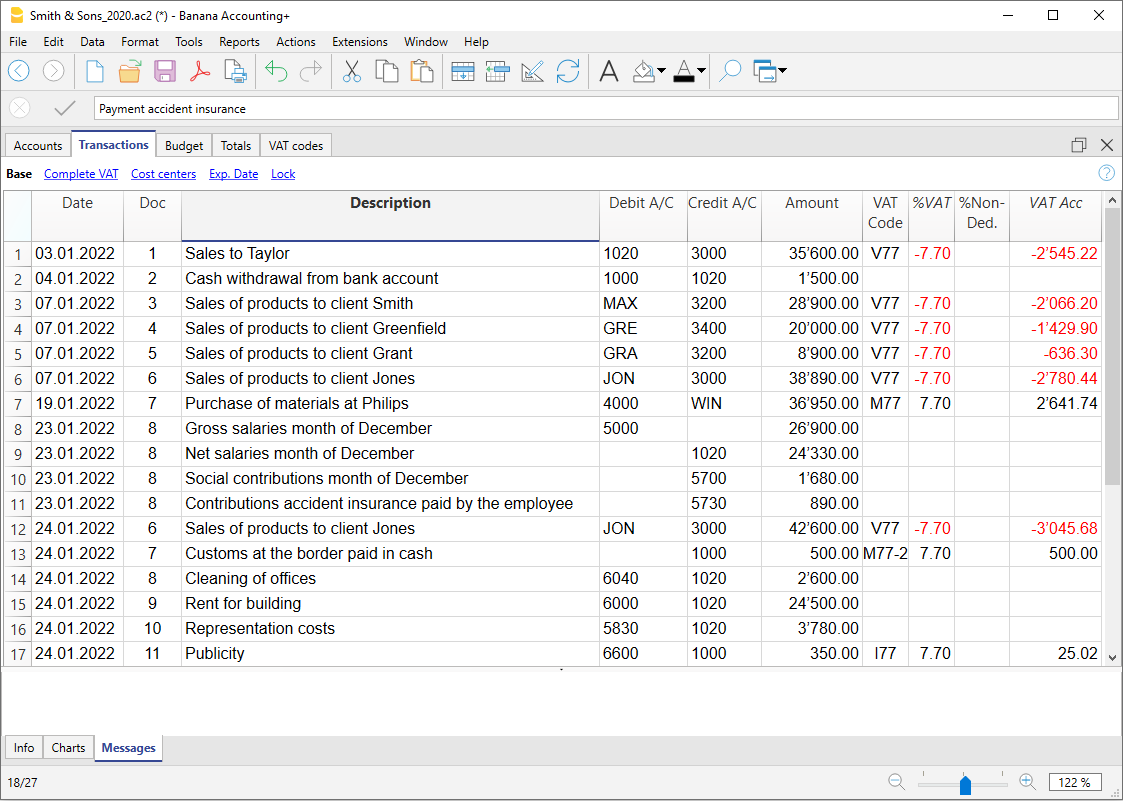 Smith & Sons_2020.ac2 (*) - Banana Accounting+
File Edit Data Format Tools Reports Actions Extensions Window Help
Payment accident insurance
Accounts Transactions Budget Totals VAT codes
Base Complete VAT Cost centers Exp. Date Lock
Date Doc Description Debit A/C Credit A/C Amount VAT Code %VAT %Non-Ded. VAT Acc
1 03.01.2022 1 Sales to Taylor 1020 3000 35’600.00 V77 -7.70 -2’545.22
2 04.01.2022 2 Cash withdrawal from bank account 1000 1020 1’500.00
3 07.01.2022 3 Sales of products to client Smith MAX 3200 28’900.00 V77 -7.70 -2’066.20
4 07.01.2022 4 Sales of products to client Greenfield GRE 3400 20’000.00 V77 -7.70 -1’429.90
5 07.01.2022 5 Sales of products to client Grant GRA 3200 8’900.00 V77 -7.70 -636.30
6 07.01.2022 6 Sales of products to client Jones JON 3000 38’890.00 V77 -7.70 -2’780.44
7 19.01.2022 7 Purchase of materials at Philips 4000 WIN 36’950.00 M77 7.70 2’641.74
8 23.01.2022 8 Gross salaries month of December 5000 26’900.00
9 23.01.2022 8 Net salaries month of December 1020 24’330.00
10 23.01.2022 8 Social contributions month of December 5700 1’680.00
11 23.01.2022 8 Contributions accident insurance paid by the employee 5730 890.00
12 24.01.2022 6 Sales of products to client Jones JON 3000 42’600.00 V77 -7.70 -3’045.68
13 24.01.2022 7 Customs at the border paid in cash 1000 500.00 M77-2 7.70 500.00
14 24.01.2022 8 Cleaning of offices 6040 1020 2’600.00
15 24.01.2022 9 Rent for building 6000 1020 24’500.00
16 24.01.2022 10 Representation costs 5830 1020 3’780.00
17 24.01.2022 11 Publicity 6600 1000 350.00 I77 7.70 25.02
Info Charts Messages
18/27 122 %